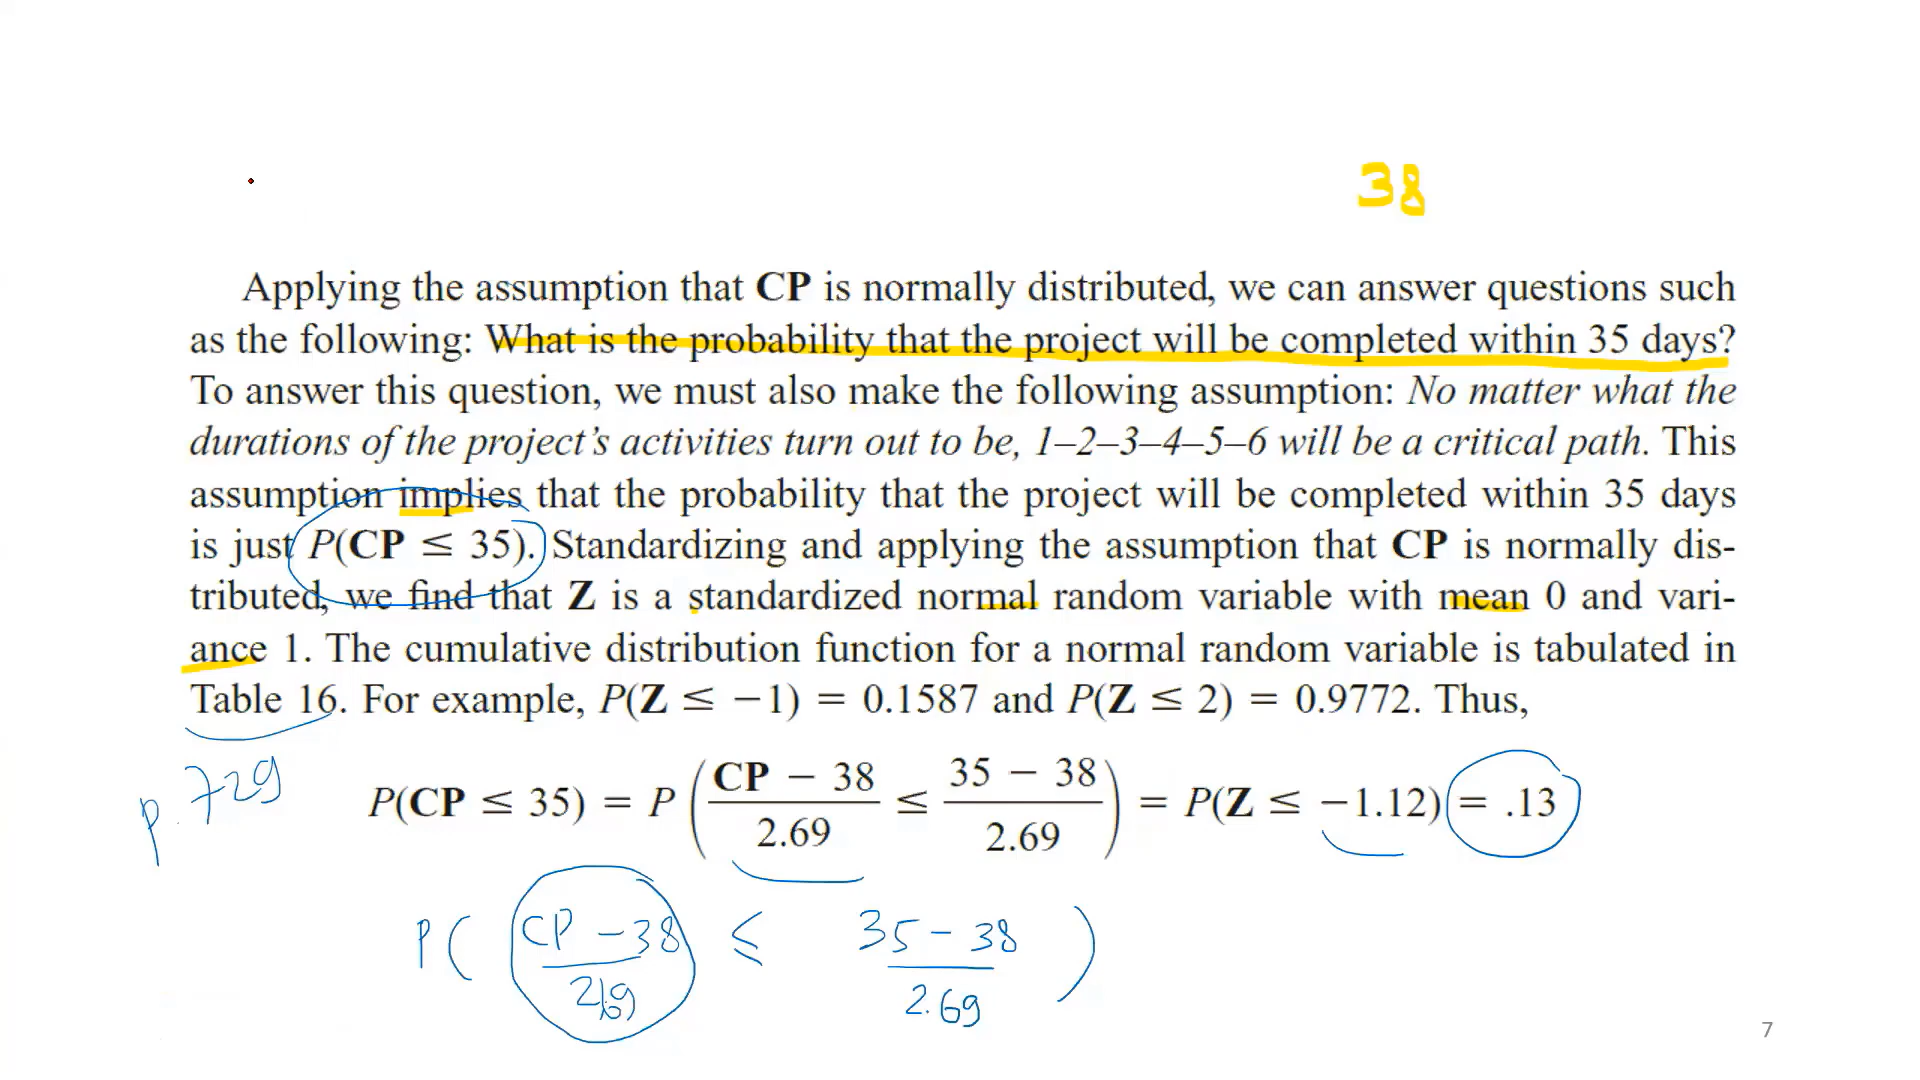 38
Applying the assumption that CP is normally distributed, we can answer questions such
as the following: What is the probability that the project will be completed within 35 days?
To answer this question, we must also make the following assumption: No matter what the
durations of the project's activities turn out to be, 1–2–3–4–5–6 will be a critical path. This
assumption implies that the probability that the project will be completed within 35 days
is just P(CP ≤ 35). Standardizing and applying the assumption that CP is normally dis-
tributed, we find that Z is a standardized normal random variable with mean 0 and vari-
ance 1. The cumulative distribution function for a normal random variable is tabulated in
Table 16. For example, P(Z ≤ −1) = 0.1587 and P(Z ≤ 2) = 0.9772. Thus,
p. 729
P(CP ≤ 35) = P((CP − 38)/2.69 ≤ (35 − 38)/2.69) = P(Z ≤ −1.12) = .13
P( (CP − 38)/2.69 ≤ (35 − 38)/2.69 )
7